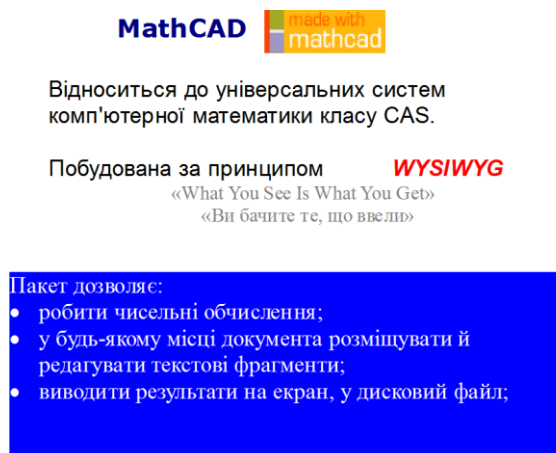 MathCAD made with
mathcad
Відноситься до універсальних систем
комп'ютерної математики класу CAS.
Побудована за принципом WYSIWYG
«What You See Is What You Get»
«Ви бачите те, що ввели»
Пакет дозволяє:
● робити чисельні обчислення;
● у будь-якому місці документа розміщувати й
редагувати текстові фрагменти;
● виводити результати на екран, у дисковий файл;